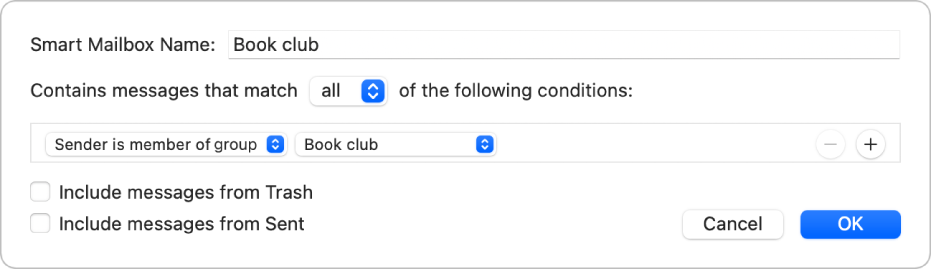 Smart Mailbox Name: Book club
Contains messages that match all of the following conditions:
Sender is member of group Book club
Include messages from Trash
Include messages from Sent
Cancel OK